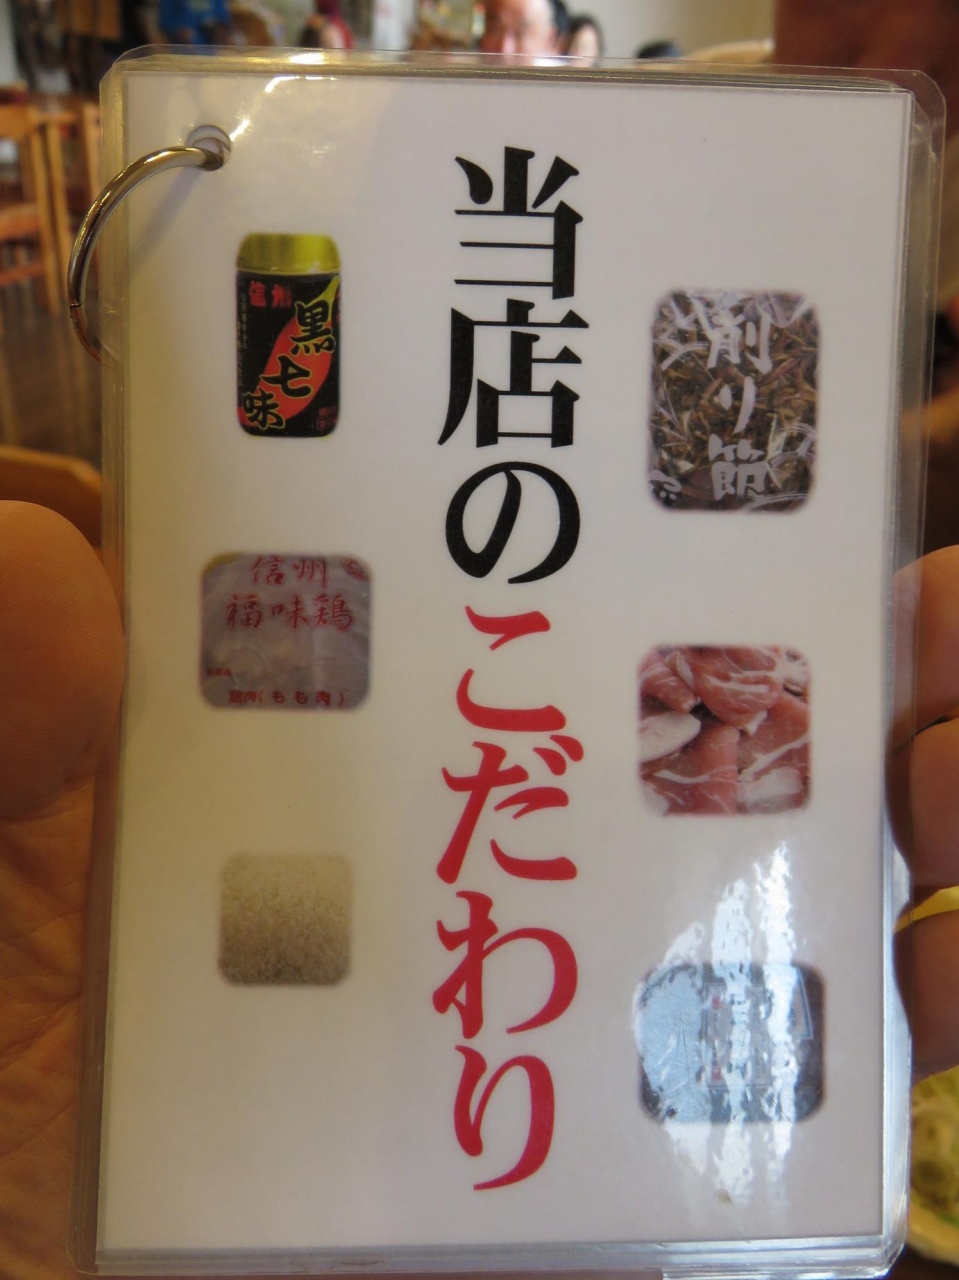 当店のこだわり
削り節
信州
黒七味
信州
福味鶏
鶏肉(もも肉)